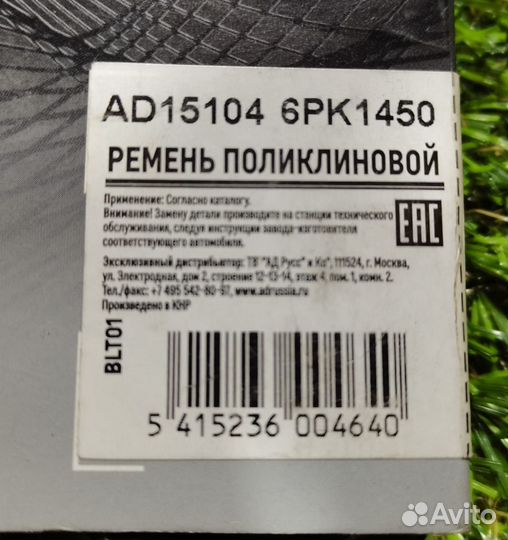 AD15104 6PK1450
РЕМЕНЬ ПОЛИКЛИНОВОЙ
Применение: Согласно каталогу.
Внимание! Замену детали производите на станции технического
обслуживания, следуя инструкции завода-изготовителя
соответствующего автомобиля.
EAC
Эксклюзивный дистрибьютор: ТВ "АД Русс" и Ко", 111524, г. Москва,
ул. Электродная, дом 2, строение 12-13-14, этаж 4, пом. 1, комн. 2.
Тел./факс: +7 495 542-80-87, www.adrussia.ru
Произведено в КНР
BLT01
5 415236 004640
Avito